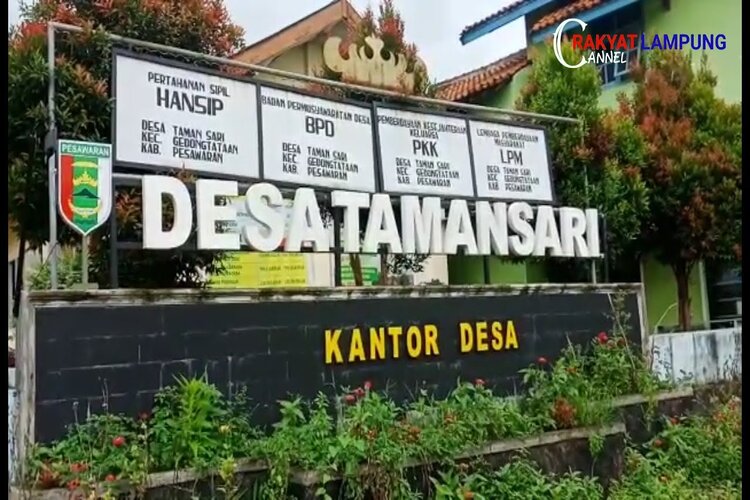 RAKYAT LAMPUNG
CANNEL
PERTAHANAN SIPIL
HANSIP
DESA TAMAN SARI
KEC. GEDONGTATAAN
KAB. PESAWARAN
BADAN PERMUSYAWARATAN DESA
BPD
DESA TAMAN SARI
KEC. GEDONGTATAAN
KAB. PESAWARAN
PEMBERDAYAAN KESEJAHTERAAN
KELUARGA
PKK
DESA TAMAN SARI
KEC. GEDONGTATAAN
KAB. PESAWARAN
LEMBAGA PEMBERDAYAAN
MASYARAKAT
LPM
DESA TAMAN SARI
KEC. GEDONGTATAAN
KAB. PESAWARAN
PESAWARAN
DESA TAMANSARI
KANTOR DESA